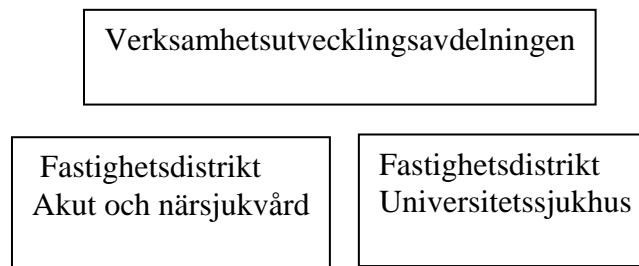 Verksamhetsutvecklingsavdelningen
Fastighetsdistrikt
Akut och närsjukvård
Fastighetsdistrikt
Universitetssjukhus